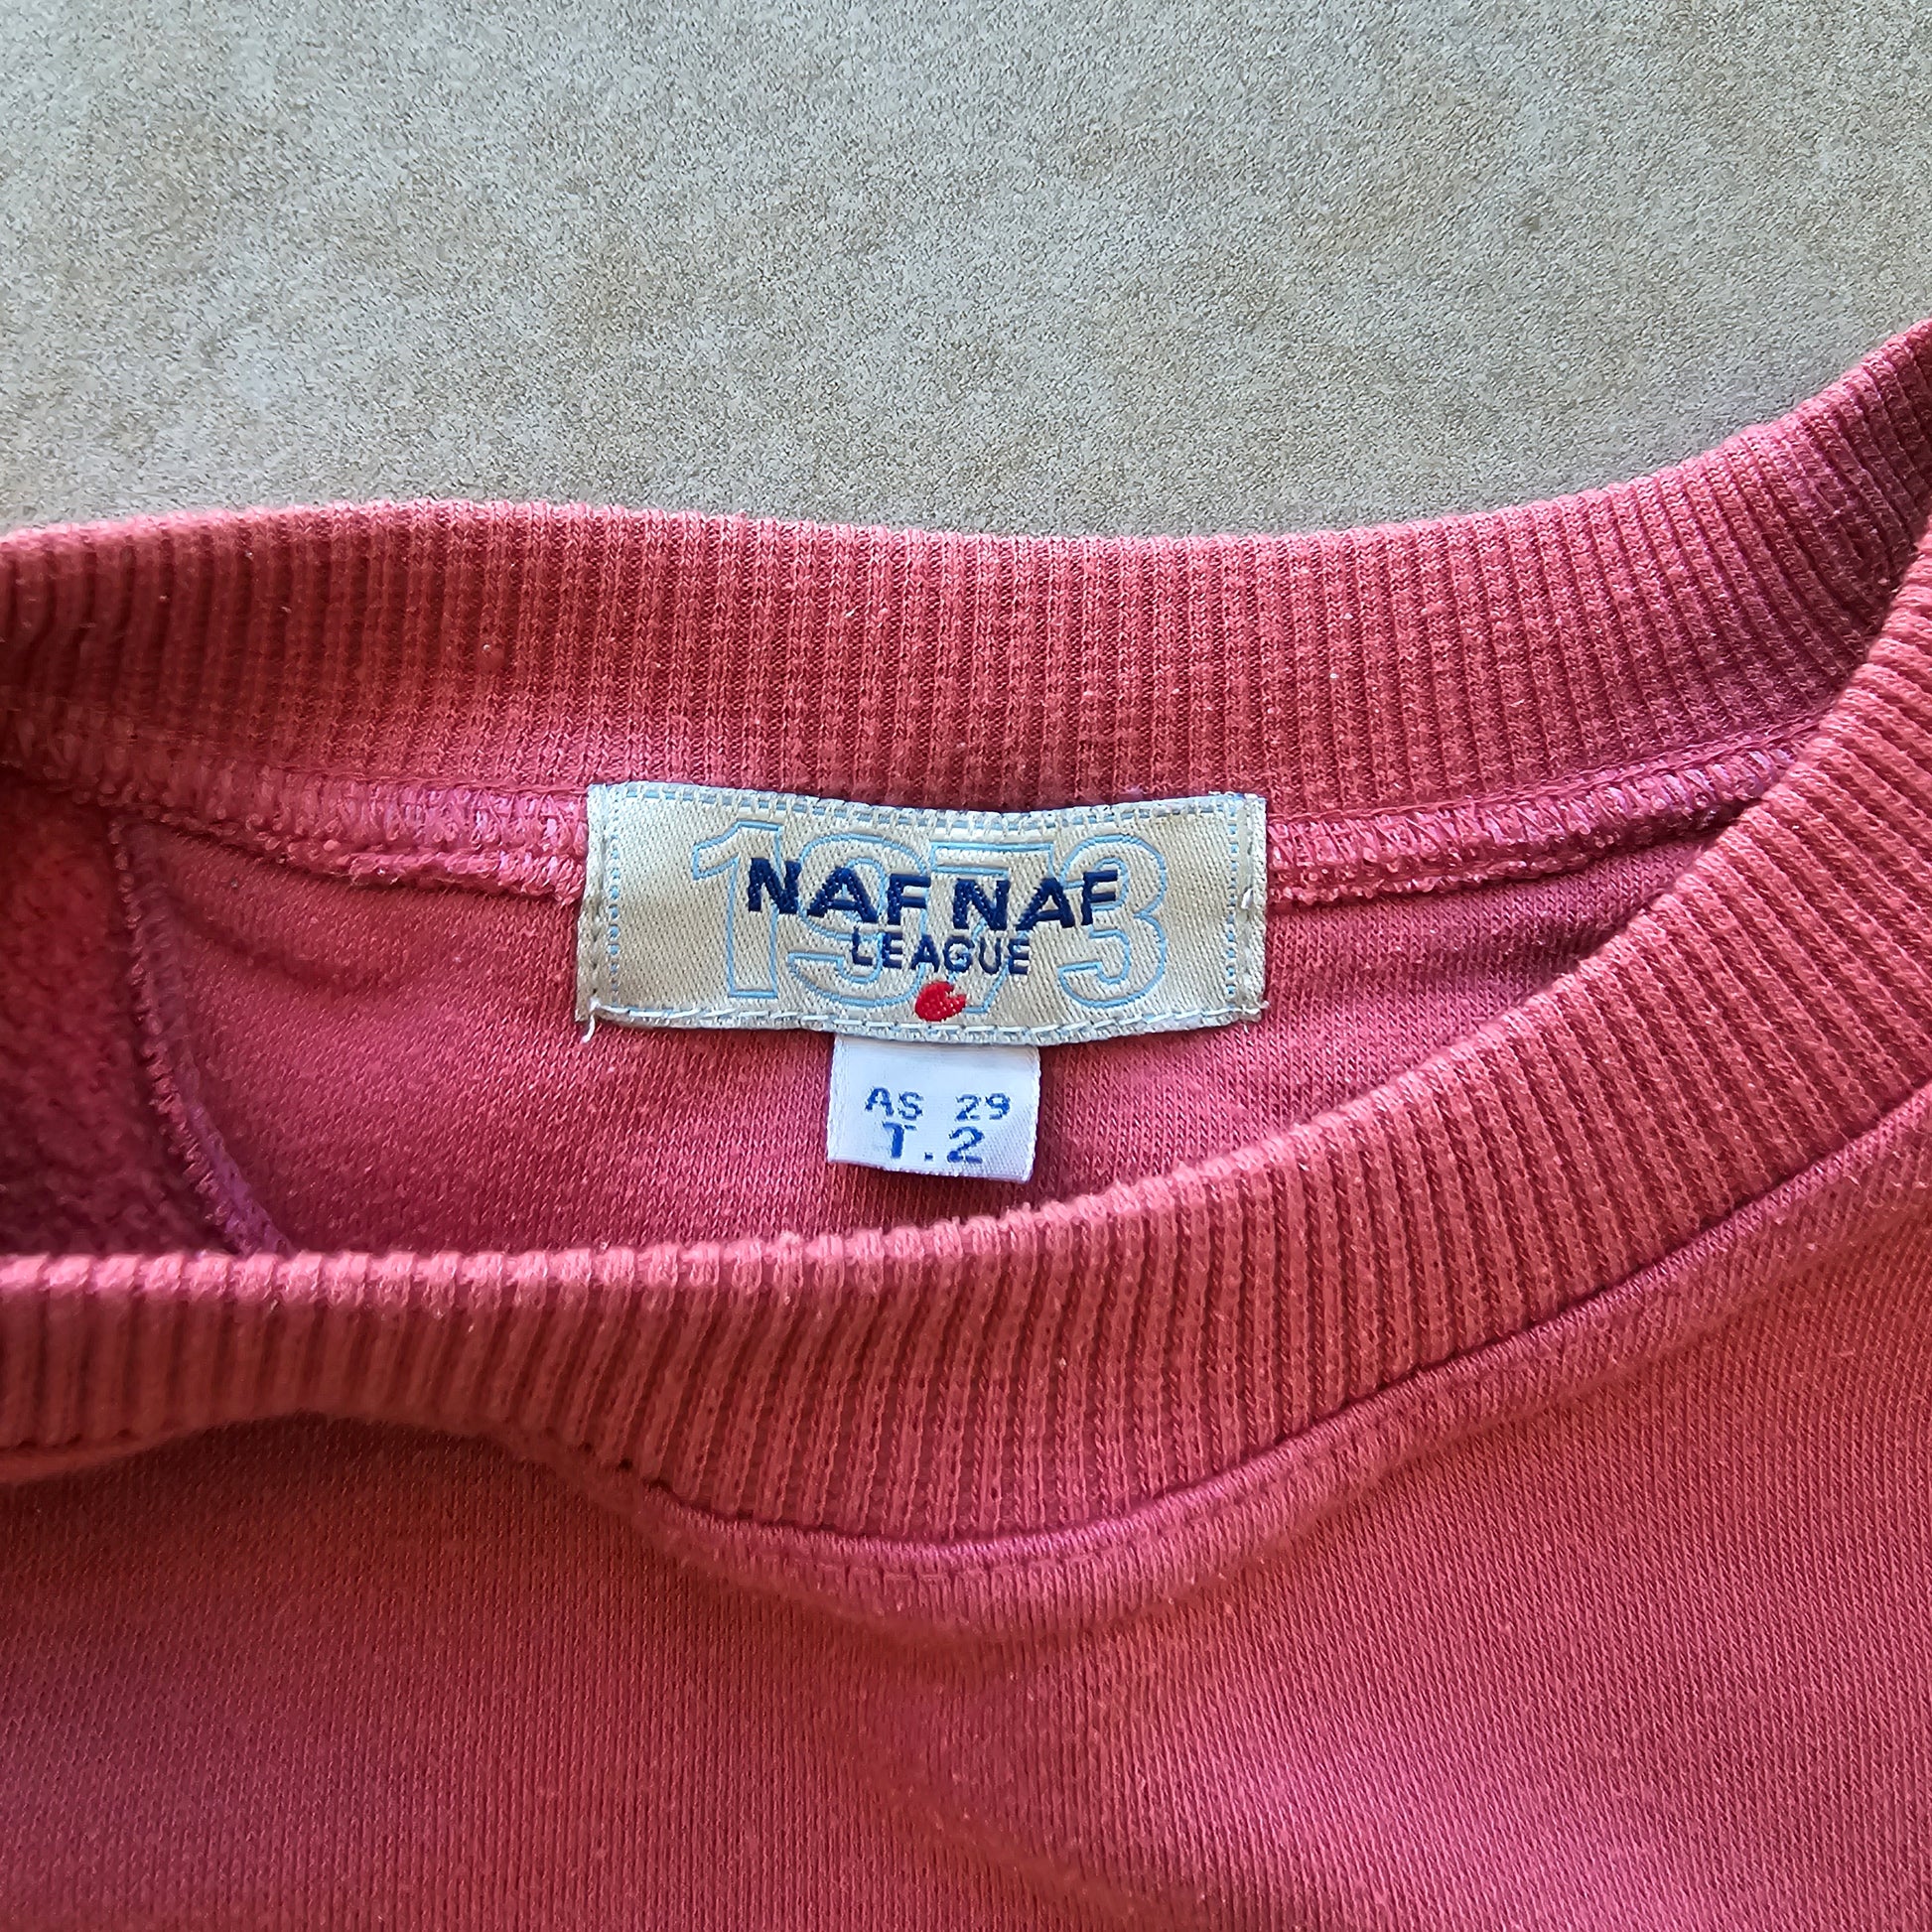 1973
NAF NAF
LEAGUE
AS 29
T.2